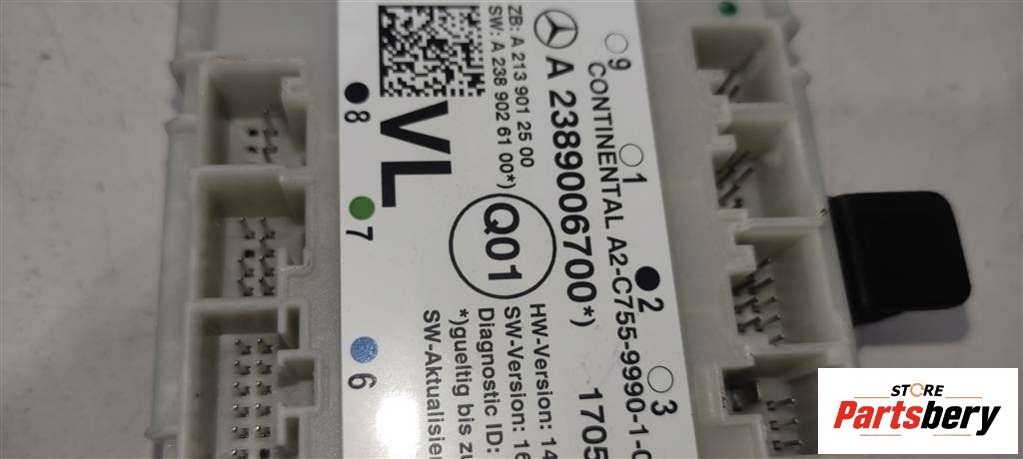 9 1 2 3
CONTINENTAL A2-C755-9990-1-0
A 2389006700*) 1705
ZB: A 213 901 25 00
SW: A 238 902 61 00*)
Q01
HW-Version: 14
SW-Version: 16
Diagnostic ID:
*)gueltig bis zu
SW-Aktualisier
VL
8 7 6
STORE
Partsbery